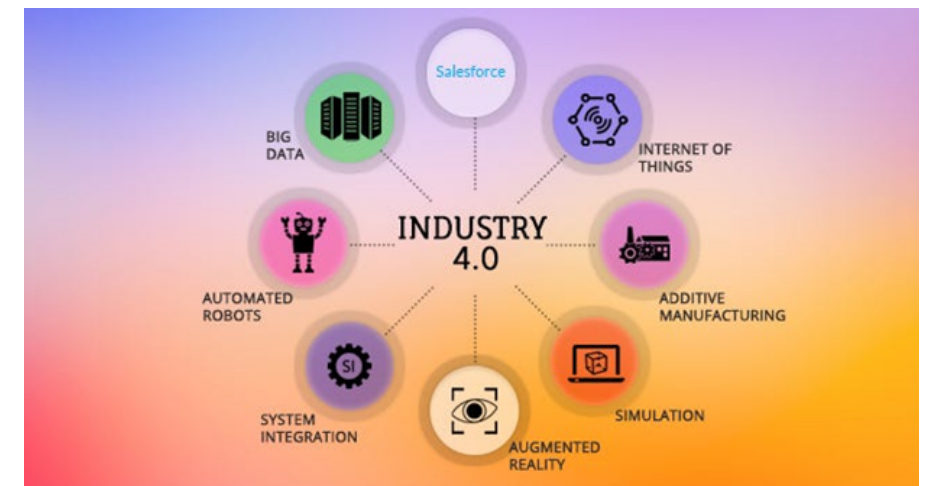 Salesforce
BIG
DATA
INTERNET OF
THINGS
INDUSTRY
4.0
AUTOMATED
ROBOTS
ADDITIVE
MANUFACTURING
SI
SYSTEM
INTEGRATION
SIMULATION
AUGMENTED
REALITY